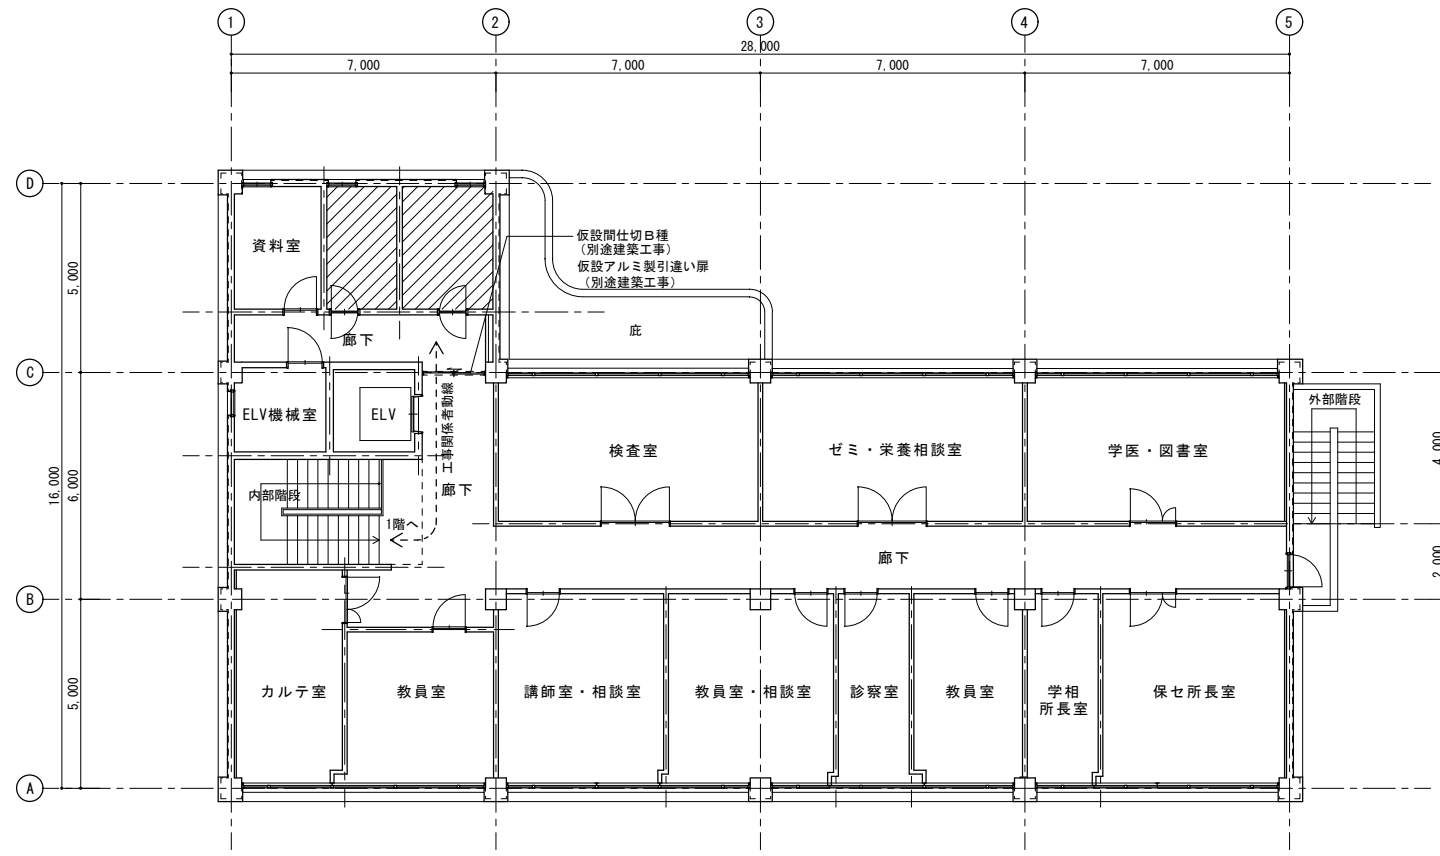 1
2
3
4
5
28,000
7,000
7,000
7,000
7,000
D
C
B
A
5,000
16,000
6,000
5,000
4,000
2,000
資料室
仮設間仕切B種
(別途建築工事)
仮設アルミ製引違い扉
(別途建築工事)
庇
廊下
ELV機械室
ELV
工事関係者動線
検査室
ゼミ・栄養相談室
学医・図書室
外部階段
内部階段
廊下
1階へ
廊下
カルテ室
教員室
講師室・相談室
教員室・相談室
診察室
教員室
学相
所長室
保セ所長室